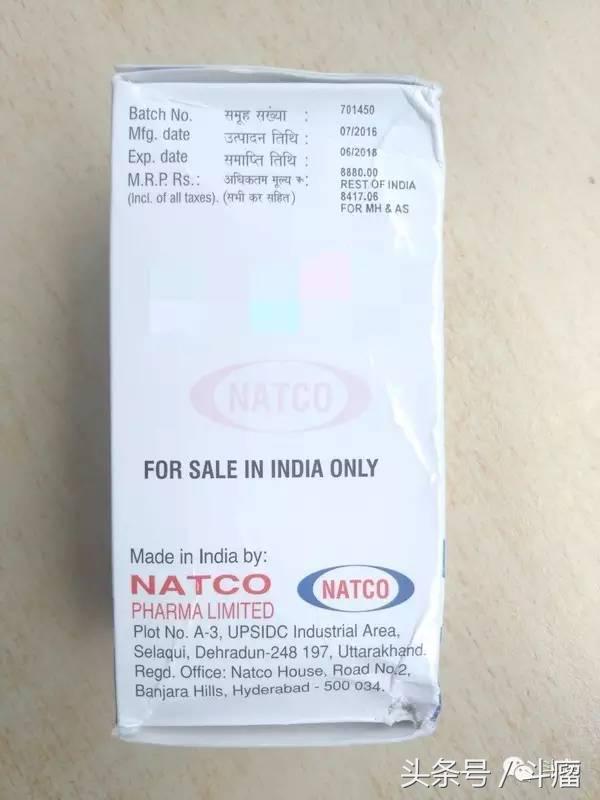 Batch No. समूह सख्या : 701450
Mfg. date उत्पादन तिथि : 07/2016
Exp. date समाप्ति तिथि : 06/2018
M.R.P. Rs.: अधिकतम मूल्य रू: 8880.00
REST OF INDIA
(Incl. of all taxes). (सभी कर सहित) 8417.06
FOR MH & AS
NATCO
FOR SALE IN INDIA ONLY
Made in India by:
NATCO
PHARMA LIMITED
NATCO
Plot No. A-3, UPSIDC Industrial Area,
Selaqui, Dehradun-248 197, Uttarakhand.
Regd. Office: Natco House, Road No.2,
Banjara Hills, Hyderabad - 500 034.
头条号 / 斗瘤